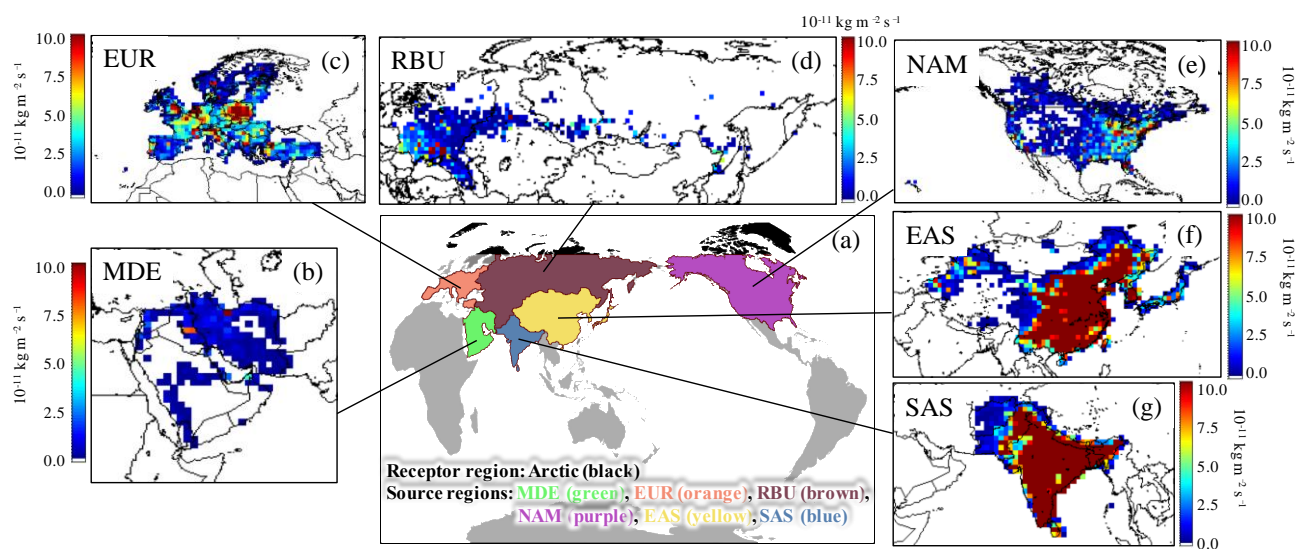 10⁻¹¹ kg m⁻² s⁻¹
10.0
7.5
5.0
2.5
0.0
10⁻¹¹ kg m⁻² s⁻¹
EUR
(c)
RBU
(d)
10.0
7.5
5.0
2.5
0.0
NAM
(e)
10.0
7.5
5.0
2.5
0.0
10⁻¹¹ kg m⁻² s⁻¹
10.0
7.5
5.0
2.5
0.0
10⁻¹¹ kg m⁻² s⁻¹
MDE
(b)
(a)
EAS
(f)
10.0
7.5
5.0
2.5
0.0
10⁻¹¹ kg m⁻² s⁻¹
SAS
(g)
10.0
7.5
5.0
2.5
0.0
10⁻¹¹ kg m⁻² s⁻¹
Receptor region: Arctic (black)
Source regions: MDE (green), EUR (orange), RBU (brown),
NAM (purple), EAS (yellow), SAS (blue)